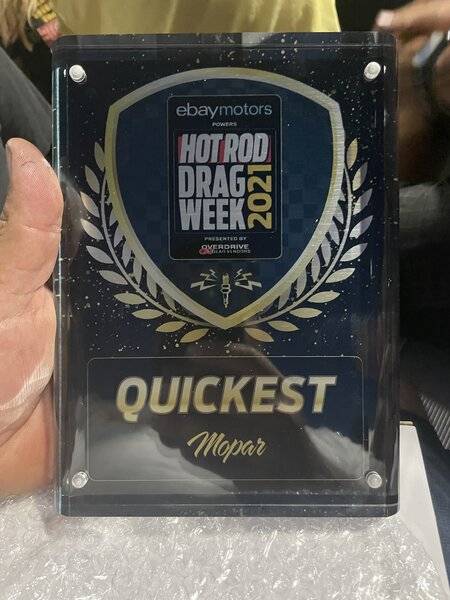 ebaymotors
POWERS
HOT ROD
DRAG
WEEK
2021
PRESENTED BY
OVERDRIVE
QUICKEST
Mopar